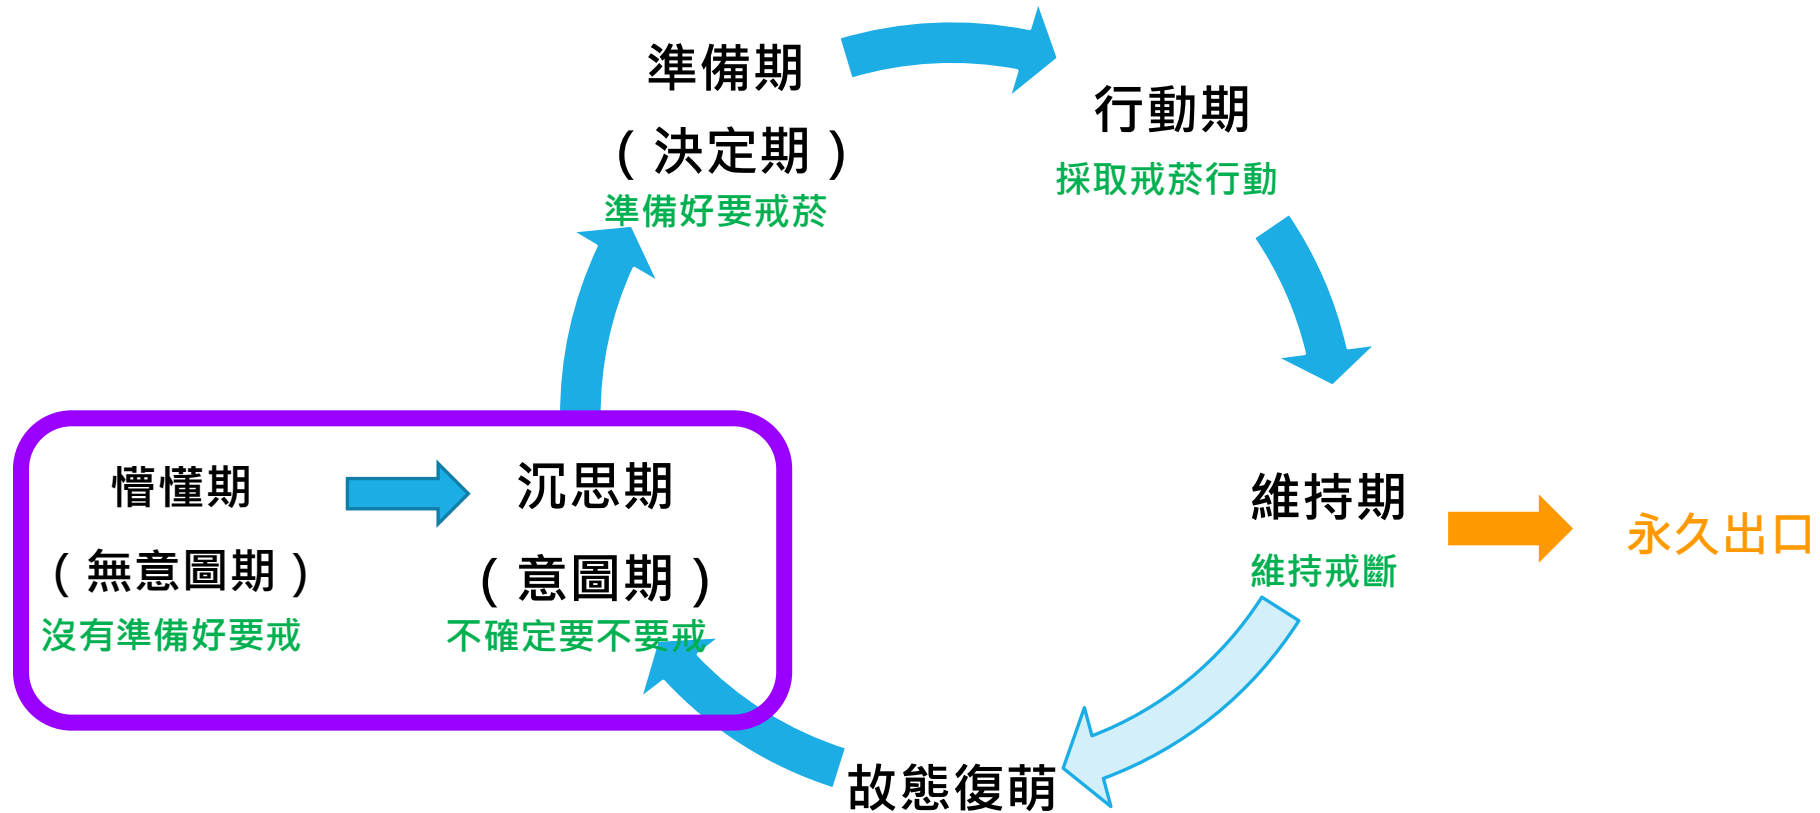 準備期
（決定期）
準備好要戒菸
行動期
採取戒菸行動
懵懂期
（無意圖期）
沒有準備好要戒
沉思期
（意圖期）
不確定要不要戒
維持期
維持戒斷
永久出口
故態復萌